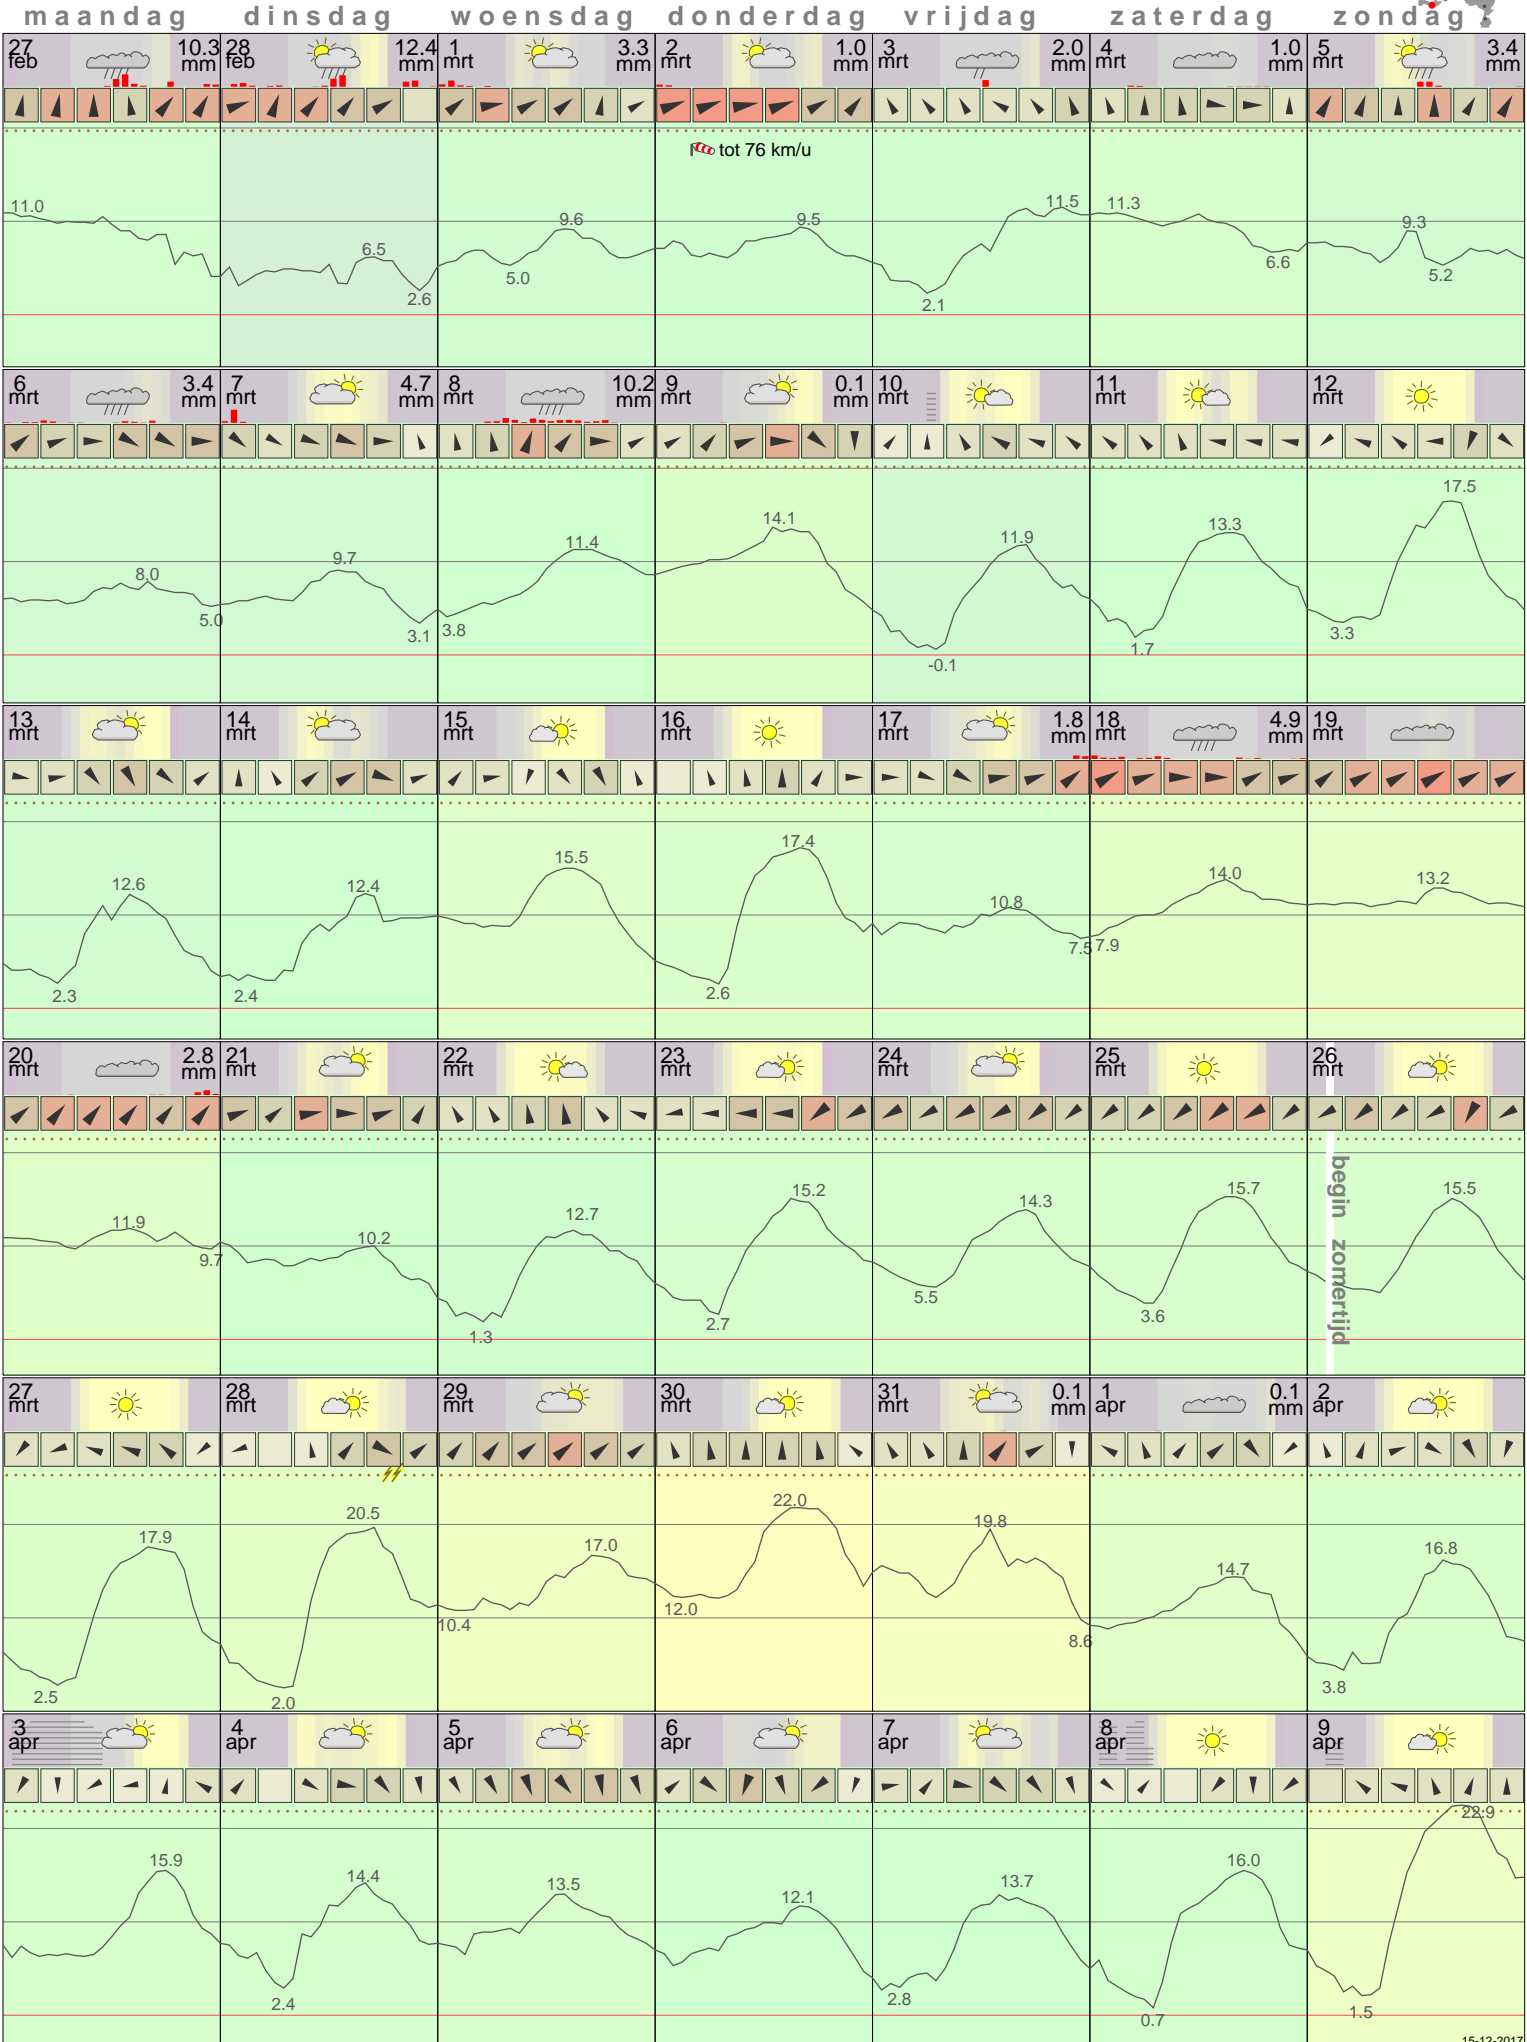 maandag dinsdag woensdag donderdag vrijdag zaterdag zondag
27 feb 10.3 mm 28 feb 12.4 mm 1 mrt 3.3 mm 2 mrt 1.0 mm 3 mrt 2.0 mm 4 mrt 1.0 mm 5 mrt 3.4 mm
tot 76 km/u
11.0 6.5 2.6 5.0 9.6 9.5 2.1 11.5 11.3 6.6 9.3 5.2
6 mrt 3.4 mm 7 mrt 4.7 mm 8 mrt 10.2 mm 9 mrt 0.1 mm 10 mrt 11 mrt 12 mrt
8.0 5.0 9.7 3.1 3.8 11.4 14.1 -0.1 11.9 1.7 13.3 3.3 17.5
13 mrt 14 mrt 15 mrt 16 mrt 17 mrt 1.8 mm 18 mrt 4.9 mm 19 mrt
2.3 12.6 2.4 12.4 15.5 2.6 17.4 10.8 7.5 7.9 14.0 13.2
20 mrt 2.8 mm 21 mrt 22 mrt 23 mrt 24 mrt 25 mrt 26 mrt
11.9 9.7 10.2 1.3 12.7 2.7 15.2 5.5 14.3 3.6 15.7 15.5
begin zomertijd
27 mrt 28 mrt 29 mrt 30 mrt 31 mrt 0.1 mm 1 apr 0.1 mm 2 apr
2.5 17.9 2.0 20.5 10.4 17.0 12.0 22.0 19.8 8.6 14.7 3.8 16.8
3 apr 4 apr 5 apr 6 apr 7 apr 8 apr 9 apr
15.9 2.4 14.4 13.5 12.1 2.8 13.7 0.7 16.0 1.5 22.9
15-12-2017